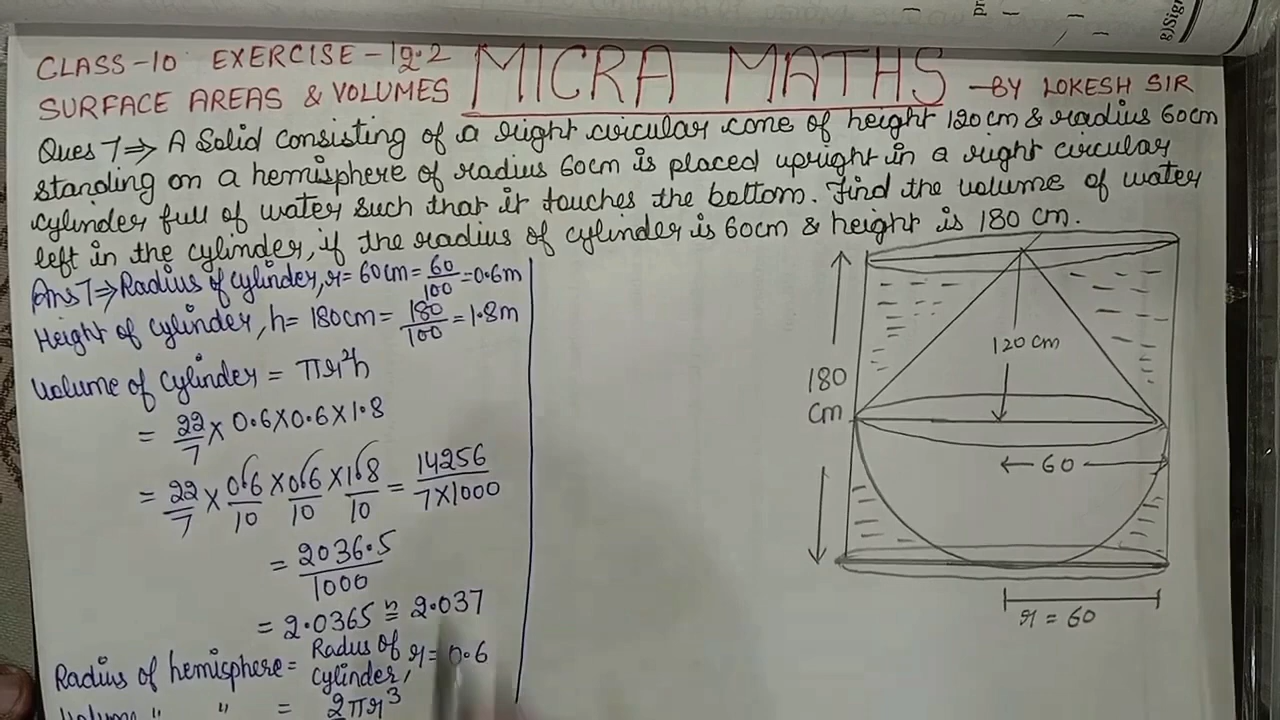 CLASS-10 EXERCISE-12.2
SURFACE AREAS & VOLUMES
MICRA MATHS
-BY LOKESH SIR
Ques 7⇒ A Solid consisting of a right circular cone of height 120cm & radius 60cm
standing on a hemisphere of radius 60cm is placed upright in a right circular
cylinder full of water such that it touches the bottom. Find the volume of water
left in the cylinder, if the radius of cylinder is 60cm & height is 180 cm.
Ans 7⇒ Radius of cylinder, r = 60cm = 60/100 = 0.6m
Height of cylinder, h = 180cm = 180/100 = 1.8m
Volume of cylinder = πr²h
= 22/7 × 0.6×0.6×1.8
= 22/7 × 06/10 × 06/10 × 18/10 = 14256/7×1000
= 2036.5/1000
= 2.0365 ≅ 2.037
Radius of hemisphere = Radus of cylinder, r = 0.6
Volume " " = 2πr³
120 cm
180
cm
← 60 →
r = 60
8)Sign